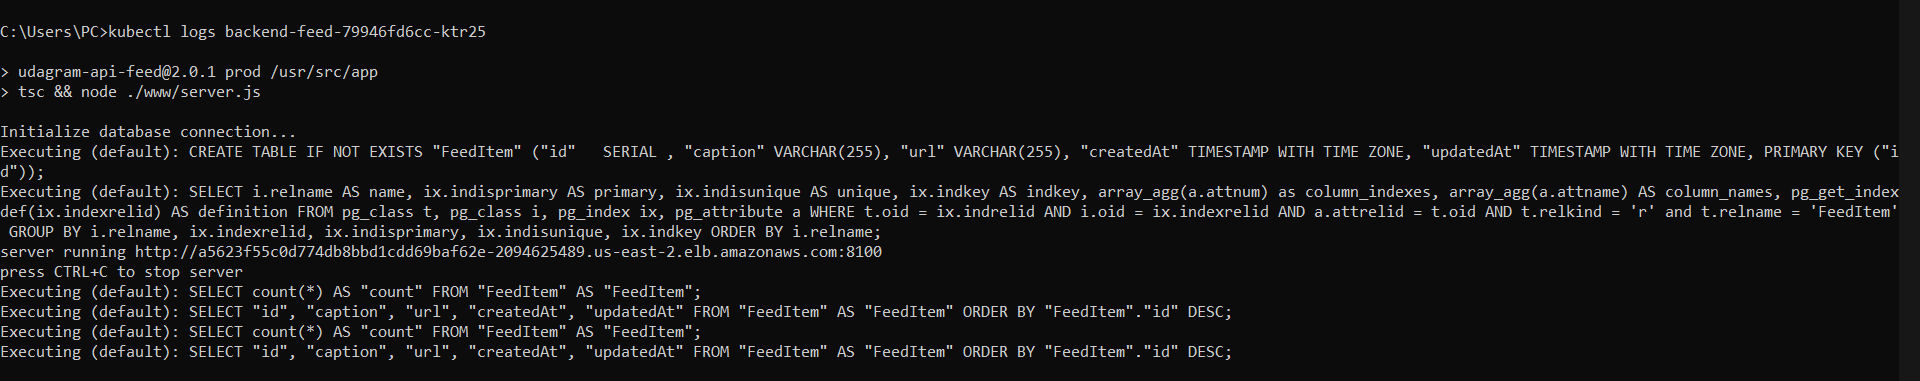 C:\Users\PC>kubectl logs backend-feed-79946fd6cc-ktr25
> udagram-api-feed@2.0.1 prod /usr/src/app
> tsc && node ./www/server.js
Initialize database connection...
Executing (default): CREATE TABLE IF NOT EXISTS "FeedItem" ("id"   SERIAL , "caption" VARCHAR(255), "url" VARCHAR(255), "createdAt" TIMESTAMP WITH TIME ZONE, "updatedAt" TIMESTAMP WITH TIME ZONE, PRIMARY KEY ("i
d"));
Executing (default): SELECT i.relname AS name, ix.indisprimary AS primary, ix.indisunique AS unique, ix.indkey AS indkey, array_agg(a.attnum) as column_indexes, array_agg(a.attname) AS column_names, pg_get_index
def(ix.indexrelid) AS definition FROM pg_class t, pg_class i, pg_index ix, pg_attribute a WHERE t.oid = ix.indrelid AND i.oid = ix.indexrelid AND a.attrelid = t.oid AND t.relkind = 'r' and t.relname = 'FeedItem'
 GROUP BY i.relname, ix.indexrelid, ix.indisprimary, ix.indisunique, ix.indkey ORDER BY i.relname;
server running http://a5623f55c0d774db8bbd1cdd69baf62e-2094625489.us-east-2.elb.amazonaws.com:8100
press CTRL+C to stop server
Executing (default): SELECT count(*) AS "count" FROM "FeedItem" AS "FeedItem";
Executing (default): SELECT "id", "caption", "url", "createdAt", "updatedAt" FROM "FeedItem" AS "FeedItem" ORDER BY "FeedItem"."id" DESC;
Executing (default): SELECT count(*) AS "count" FROM "FeedItem" AS "FeedItem";
Executing (default): SELECT "id", "caption", "url", "createdAt", "updatedAt" FROM "FeedItem" AS "FeedItem" ORDER BY "FeedItem"."id" DESC;